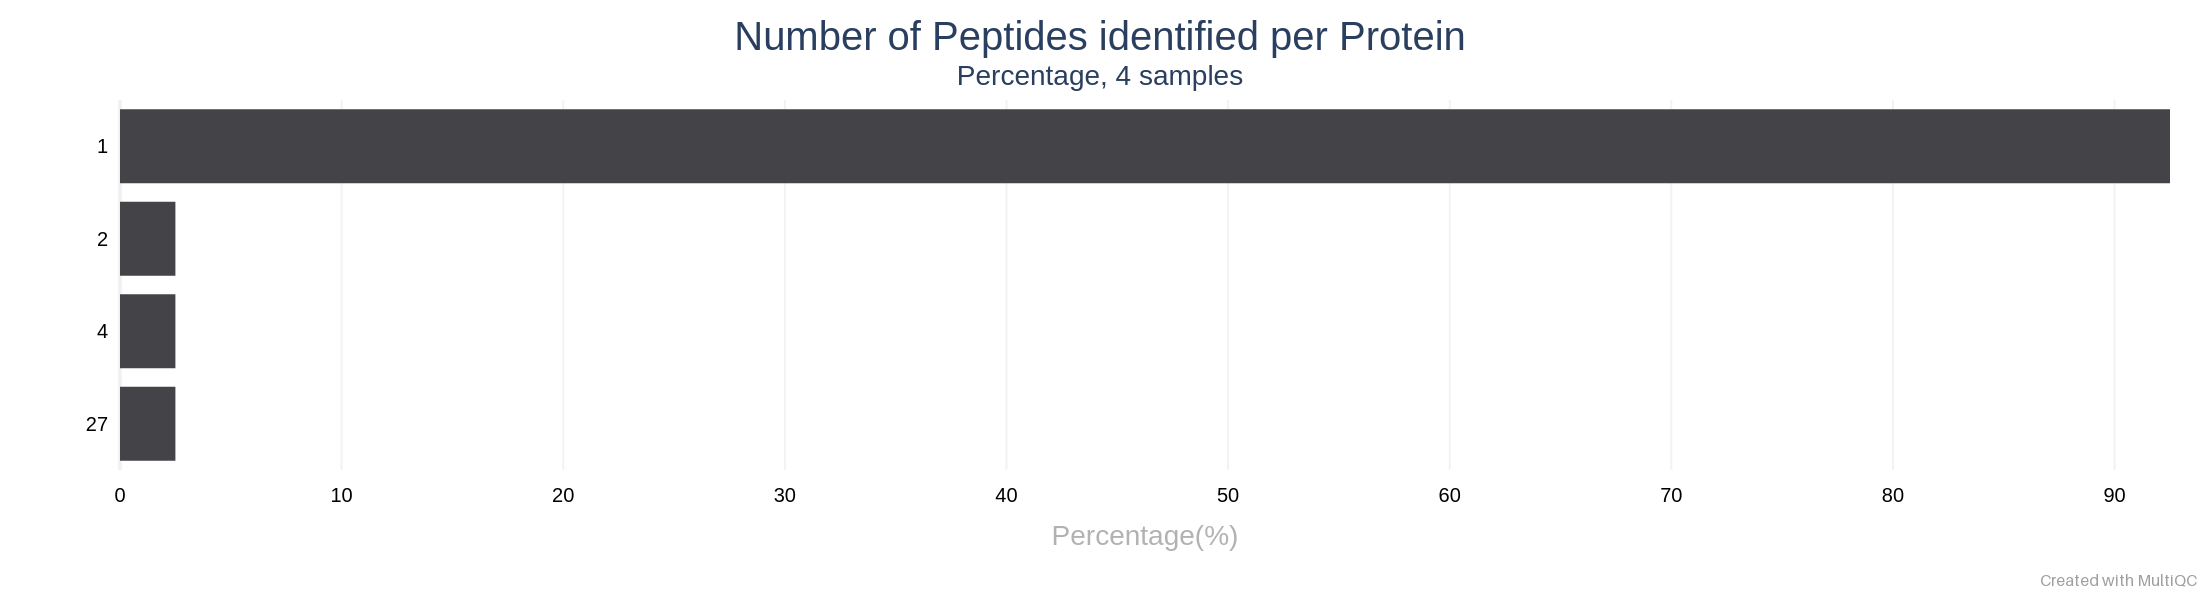 Number of Peptides identified per Protein
Percentage, 4 samples
1
2
4
27
0 10 20 30 40 50 60 70 80 90
Percentage(%)
Created with MultiQC